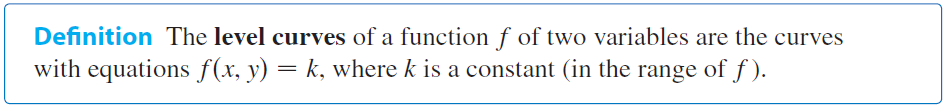 Definition The level curves of a function f of two variables are the curves
with equations f(x, y) = k, where k is a constant (in the range of f).